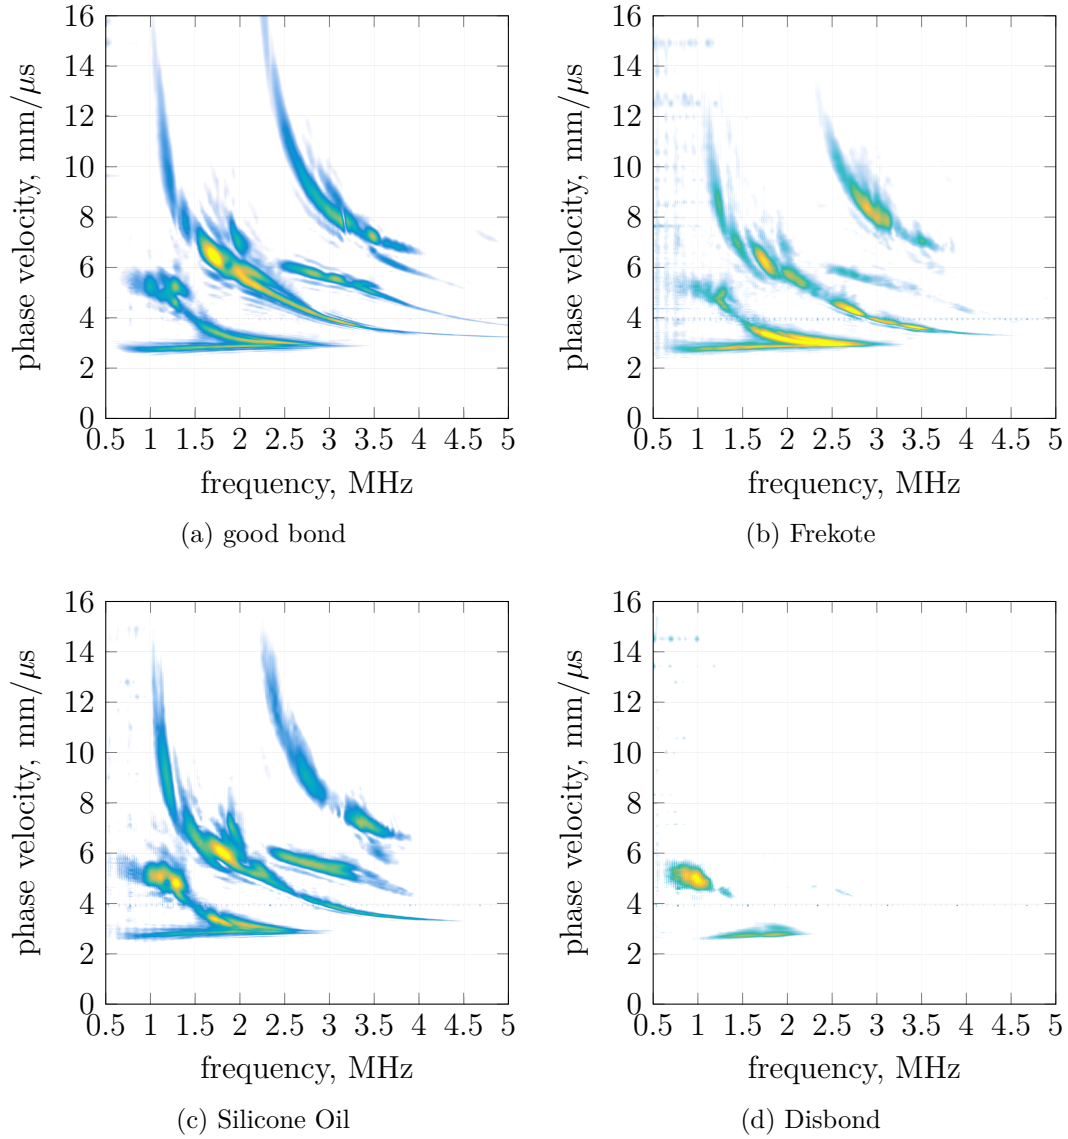 16
14
12
10
8
6
4
2
0
phase velocity, mm/μs
0.5 1 1.5 2 2.5 3 3.5 4 4.5 5
frequency, MHz
(a) good bond
16
14
12
10
8
6
4
2
0
phase velocity, mm/μs
0.5 1 1.5 2 2.5 3 3.5 4 4.5 5
frequency, MHz
(b) Frekote
16
14
12
10
8
6
4
2
0
phase velocity, mm/μs
0.5 1 1.5 2 2.5 3 3.5 4 4.5 5
frequency, MHz
(c) Silicone Oil
16
14
12
10
8
6
4
2
0
phase velocity, mm/μs
0.5 1 1.5 2 2.5 3 3.5 4 4.5 5
frequency, MHz
(d) Disbond